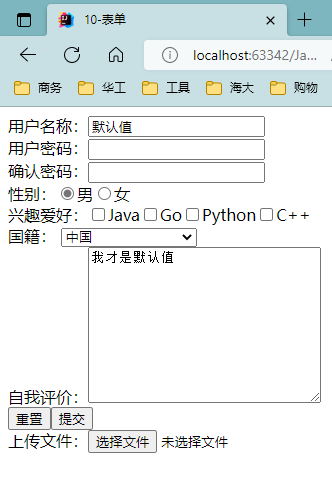 10-表单
localhost:63342/Ja...
商务 华工 工具 海大 购物
用户名称：默认值
用户密码：
确认密码：
性别： 男 女
兴趣爱好： Java Go Python C++
国籍： 中国
我才是默认值
自我评价：
重置 提交
上传文件： 选择文件 未选择文件